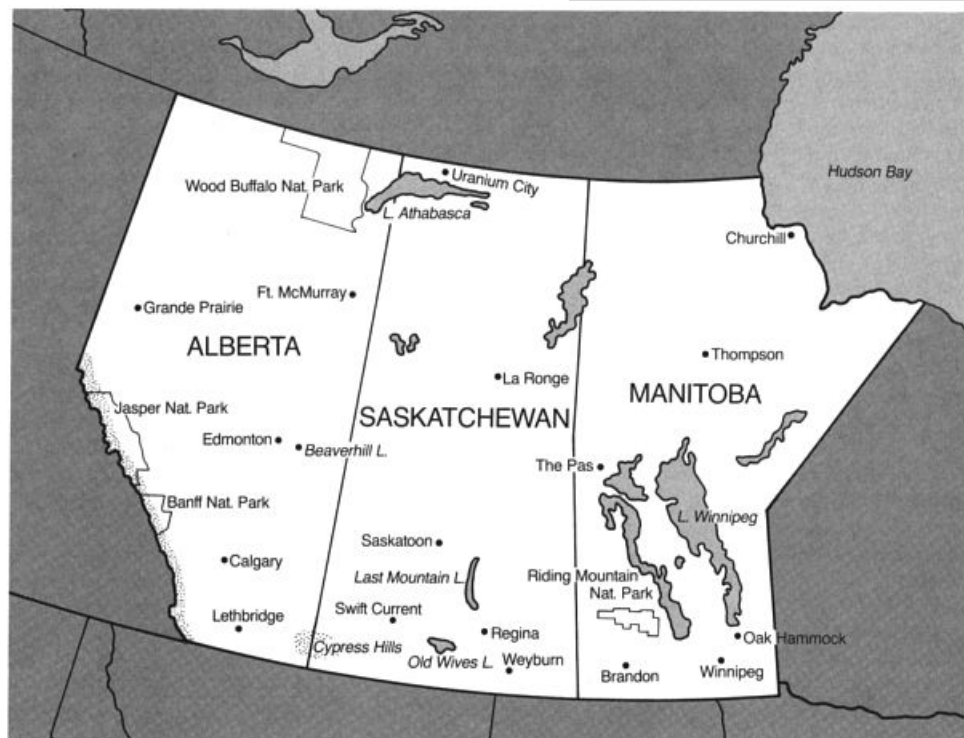 Hudson Bay
Uranium City
Wood Buffalo Nat. Park
L. Athabasca
Churchill
Ft. McMurray
Grande Prairie
ALBERTA
Thompson
La Ronge
MANITOBA
Jasper Nat. Park
SASKATCHEWAN
Edmonton
Beaverhill L.
The Pas
Banff Nat. Park
L. Winnipeg
Saskatoon
Calgary
Last Mountain L.
Riding Mountain
Nat. Park
Swift Current
Lethbridge
Regina
Oak Hammock
Cypress Hills
Old Wives L.
Weyburn
Brandon
Winnipeg